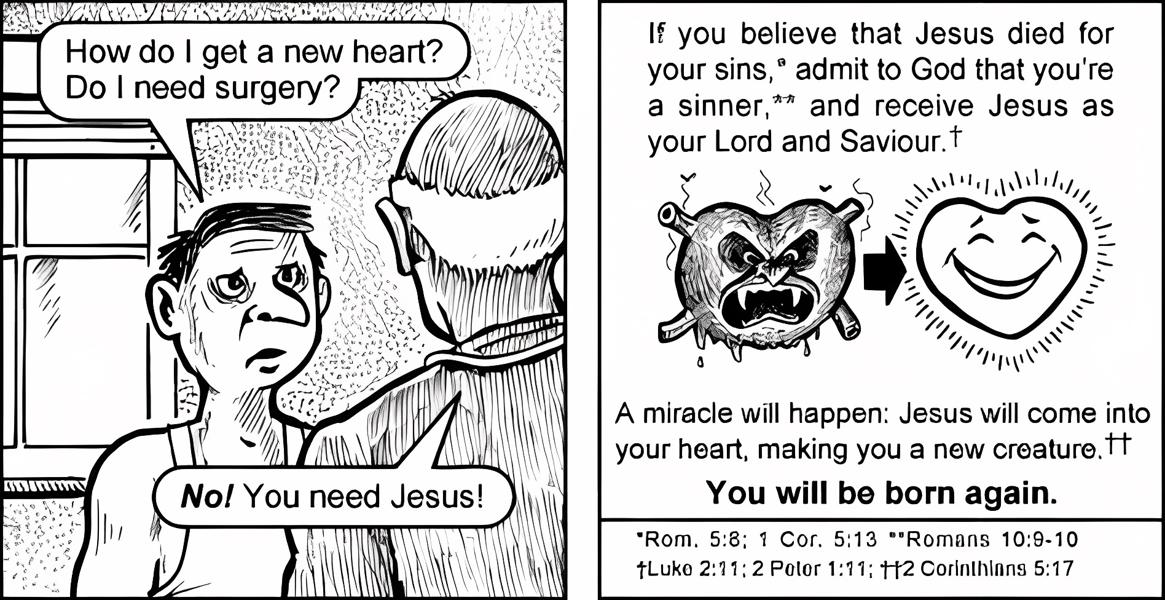 How do I get a new heart?
Do I need surgery?
No! You need Jesus!
If you believe that Jesus died for
your sins,* admit to God that you're
a sinner,** and receive Jesus as
your Lord and Saviour.†
A miracle will happen: Jesus will come into
your heart, making you a new creature.††
You will be born again.
*Rom. 5:8; 1 Cor. 5:13 **Romans 10:9-10
†Luke 2:11; 2 Peter 1:11; ††2 Corinthians 5:17